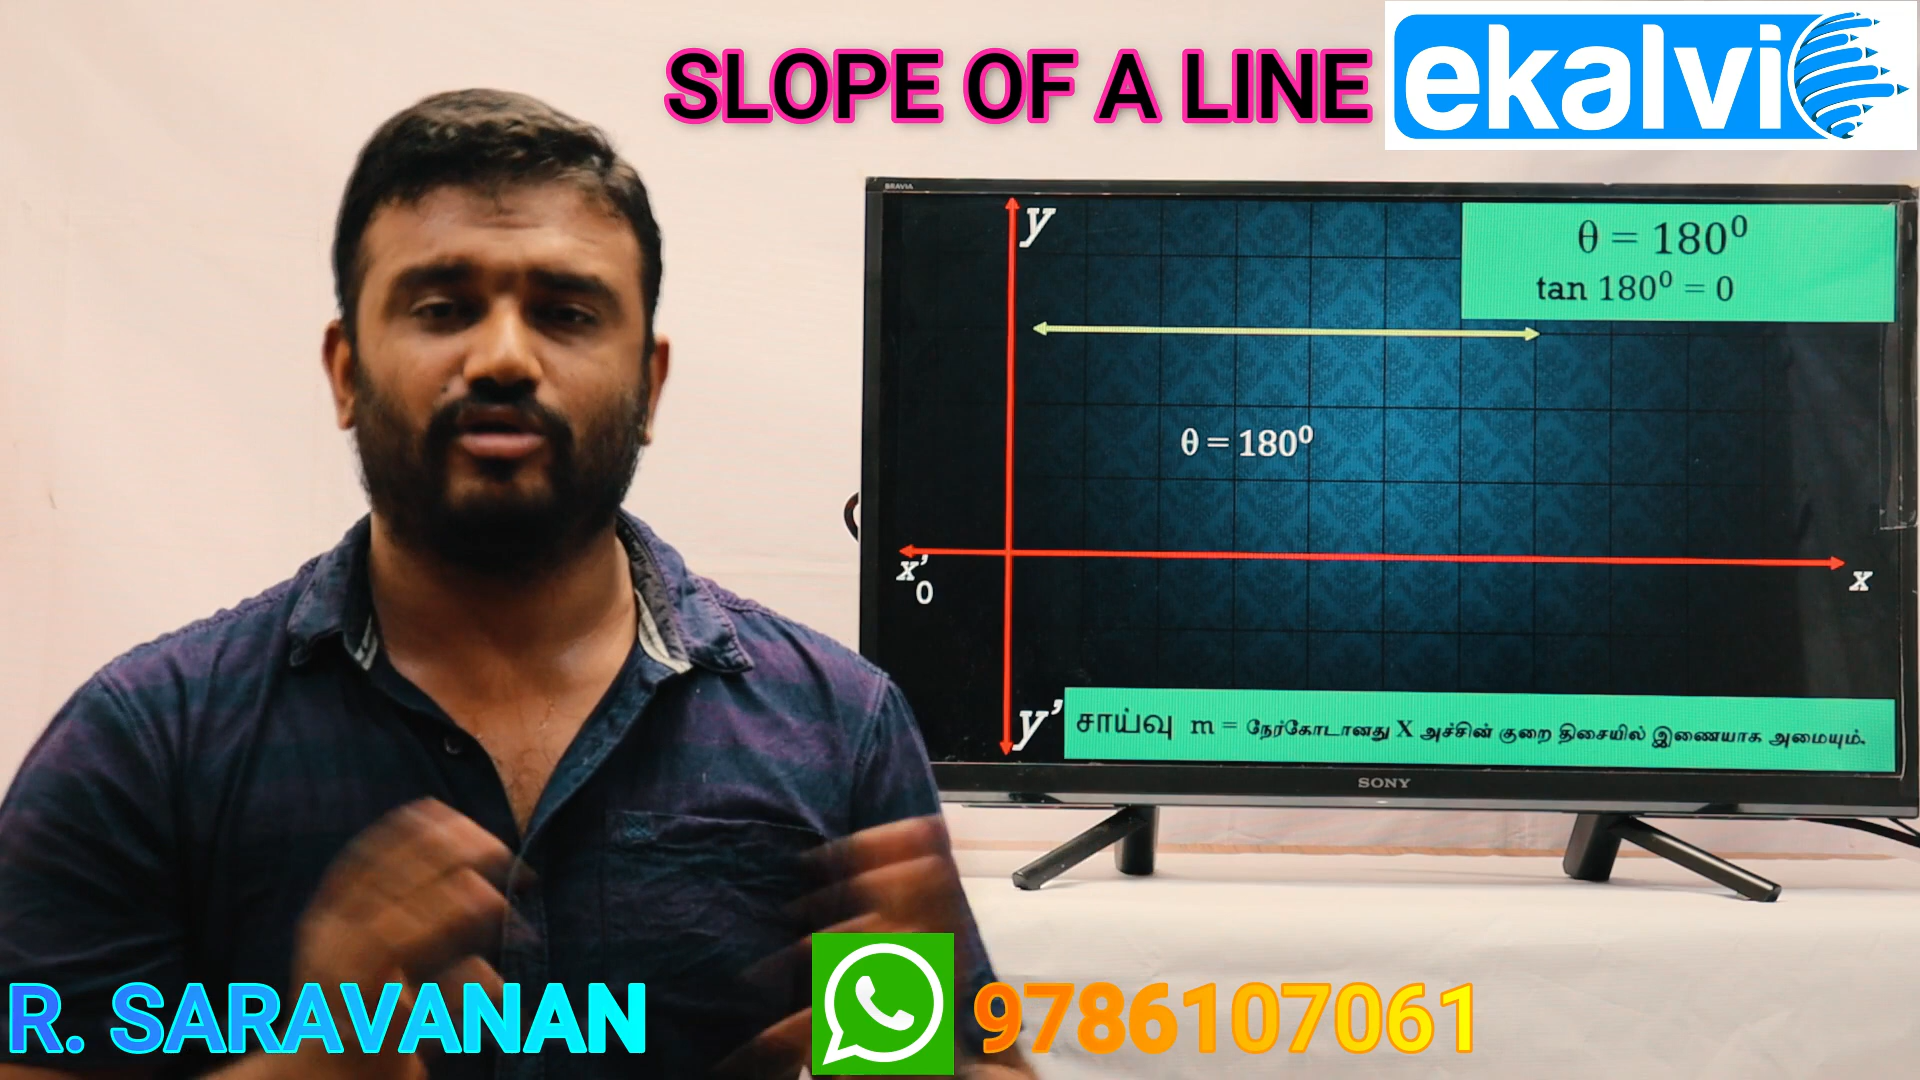 SLOPE OF A LINE
ekalvi
BRAVIA
y
θ = 180⁰
tan 180⁰ = 0
θ = 180⁰
x'
0
x
y'
சாய்வு m = நேர்கோடானது X அச்சின் குறை திசையில் இணையாக அமையும்.
SONY
R. SARAVANAN
9786107061